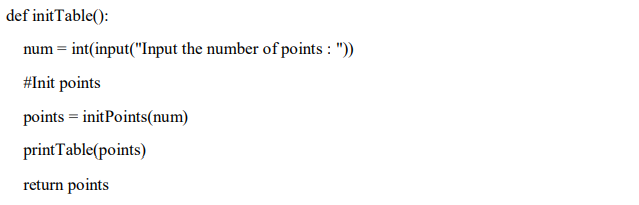 def initTable():
num = int(input("Input the number of points : "))
#Init points
points = initPoints(num)
printTable(points)
return points